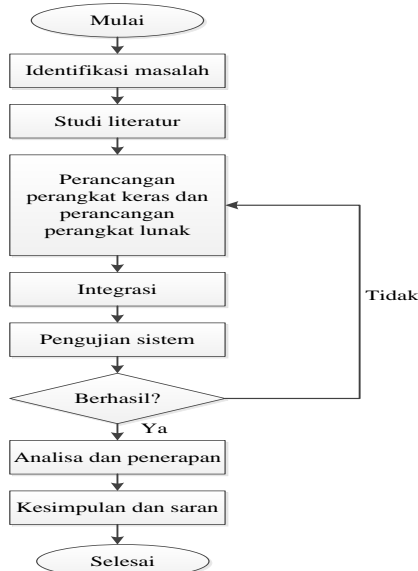 Mulai
Identifikasi masalah
Studi literatur
Perancangan
perangkat keras dan
perancangan
perangkat lunak
Integrasi
Tidak
Pengujian sistem
Berhasil?
Ya
Analisa dan penerapan
Kesimpulan dan saran
Selesai